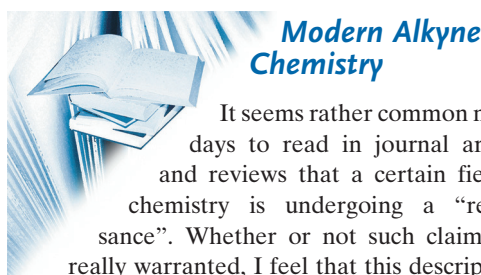 Modern Alkyne
Chemistry
It seems rather common
days to read in journal
and reviews that a certain
chemistry is undergoing a “
sance”. Whether or not such
really warranted, I feel that this